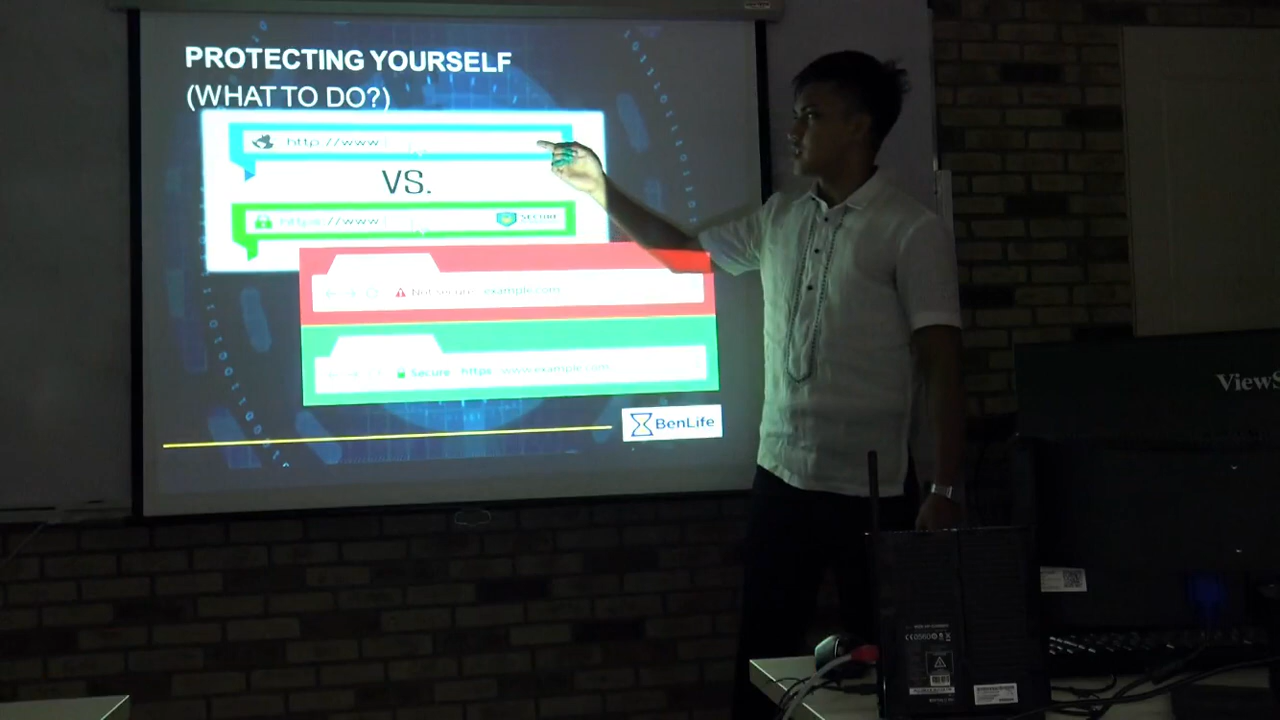 PROTECTING YOURSELF
(WHAT TO DO?)
http://www.
VS.
https://www.
SECURE
Not secure example.com
Secure https www.example.com
BenLife
ViewS
CE0560